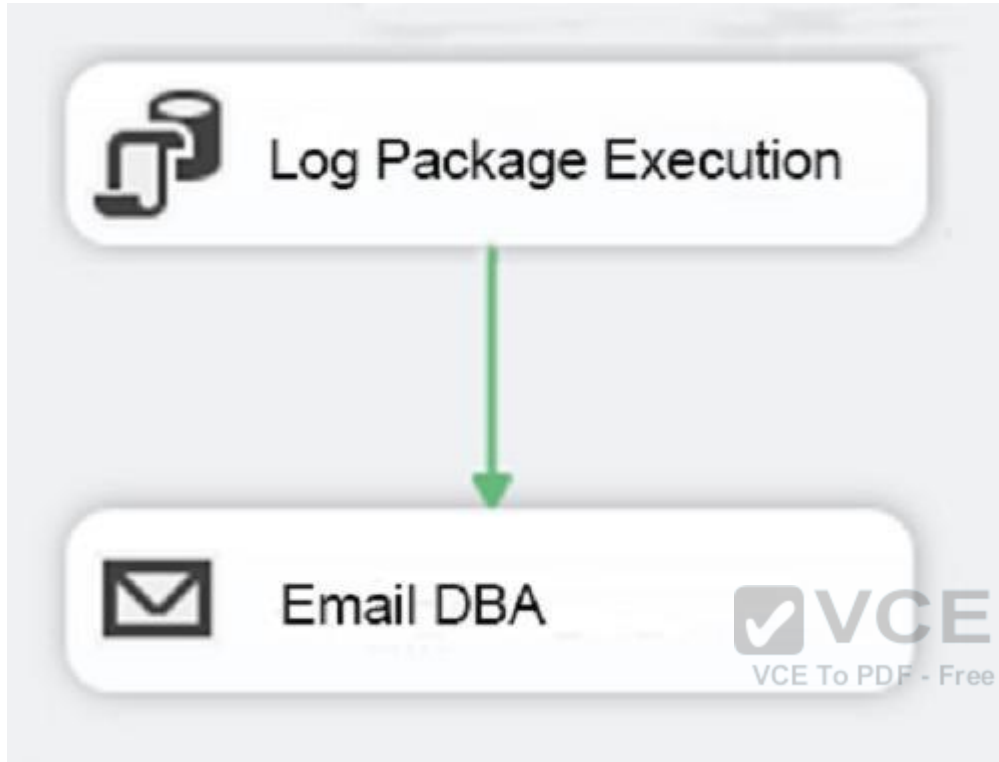 Log Package Execution
Email DBA
VCE
VCE To PDF - Free